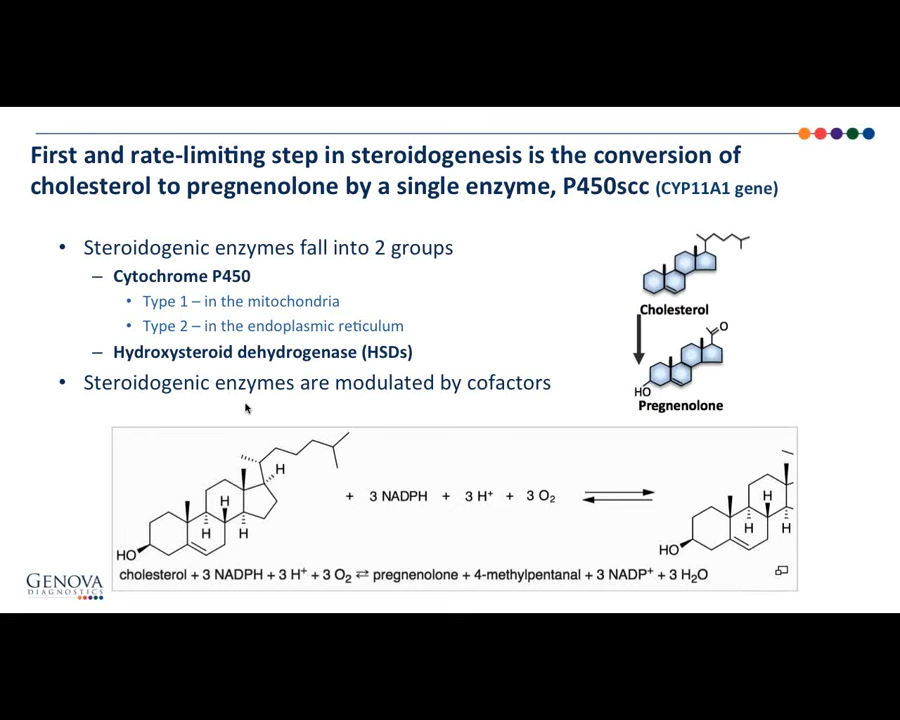 First and rate-limiting step in steroidogenesis is the conversion of
cholesterol to pregnenolone by a single enzyme, P450scc (CYP11A1 gene)
• Steroidogenic enzymes fall into 2 groups
– Cytochrome P450
• Type 1 – in the mitochondria
• Type 2 – in the endoplasmic reticulum
– Hydroxysteroid dehydrogenase (HSDs)
• Steroidogenic enzymes are modulated by cofactors
Cholesterol
O
HO
Pregnenolone
H
H
H H
HO
+ 3 NADPH + 3 H⁺ + 3 O₂
H
H H
HO
cholesterol + 3 NADPH + 3 H⁺ + 3 O₂ ⇌ pregnenolone + 4-methylpentanal + 3 NADP⁺ + 3 H₂O
GENOVA
DIAGNOSTICS